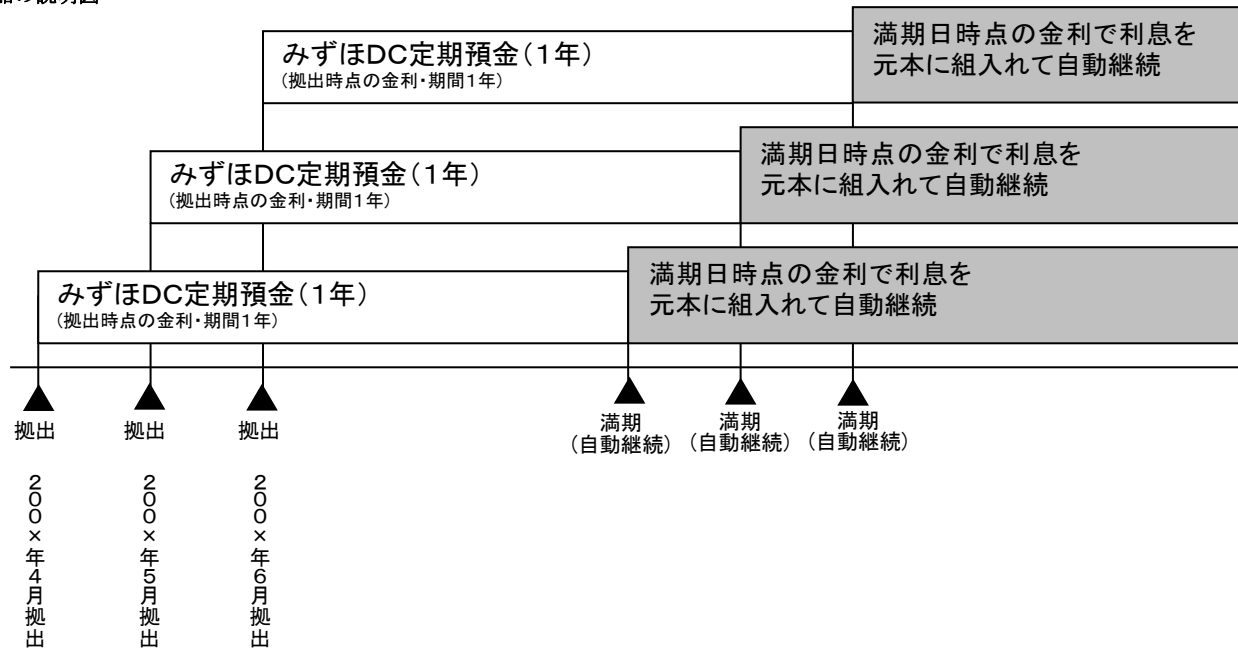 みずほDC定期預金(1年)
(拠出時点の金利・期間1年)
満期日時点の金利で利息を
元本に組入れて自動継続
みずほDC定期預金(1年)
(拠出時点の金利・期間1年)
満期日時点の金利で利息を
元本に組入れて自動継続
みずほDC定期預金(1年)
(拠出時点の金利・期間1年)
満期日時点の金利で利息を
元本に組入れて自動継続
拠出
拠出
拠出
満期
(自動継続)
満期
(自動継続)
満期
(自動継続)
200×年4月拠出
200×年5月拠出
200×年6月拠出